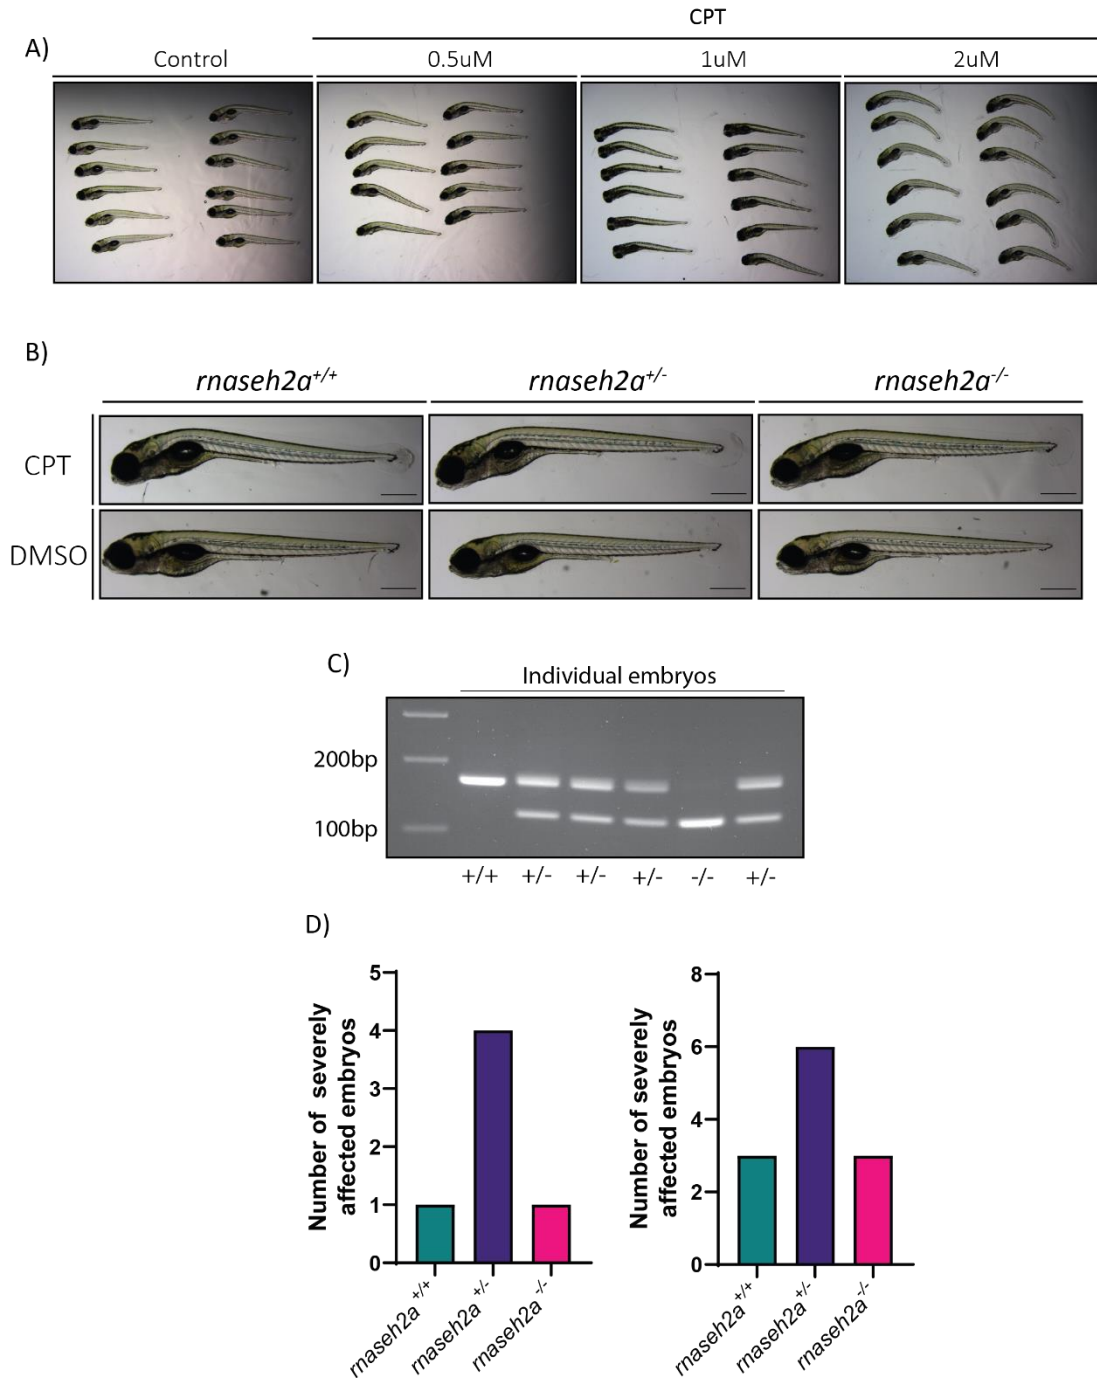 CPT
A)
Control
0.5uM
1uM
2uM
B)
rnaseh2a+/+
rnaseh2a+/-
rnaseh2a-/-
CPT
DMSO
C)
Individual embryos
200bp
100bp
+/+ +/- +/- +/- -/- +/-
D)
Number of severely
affected embryos
5
4
3
2
1
0
rnaseh2a+/+
rnaseh2a+/-
rnaseh2a-/-
Number of severely
affected embryos
8
6
4
2
0
rnaseh2a+/+
rnaseh2a+/-
rnaseh2a-/-